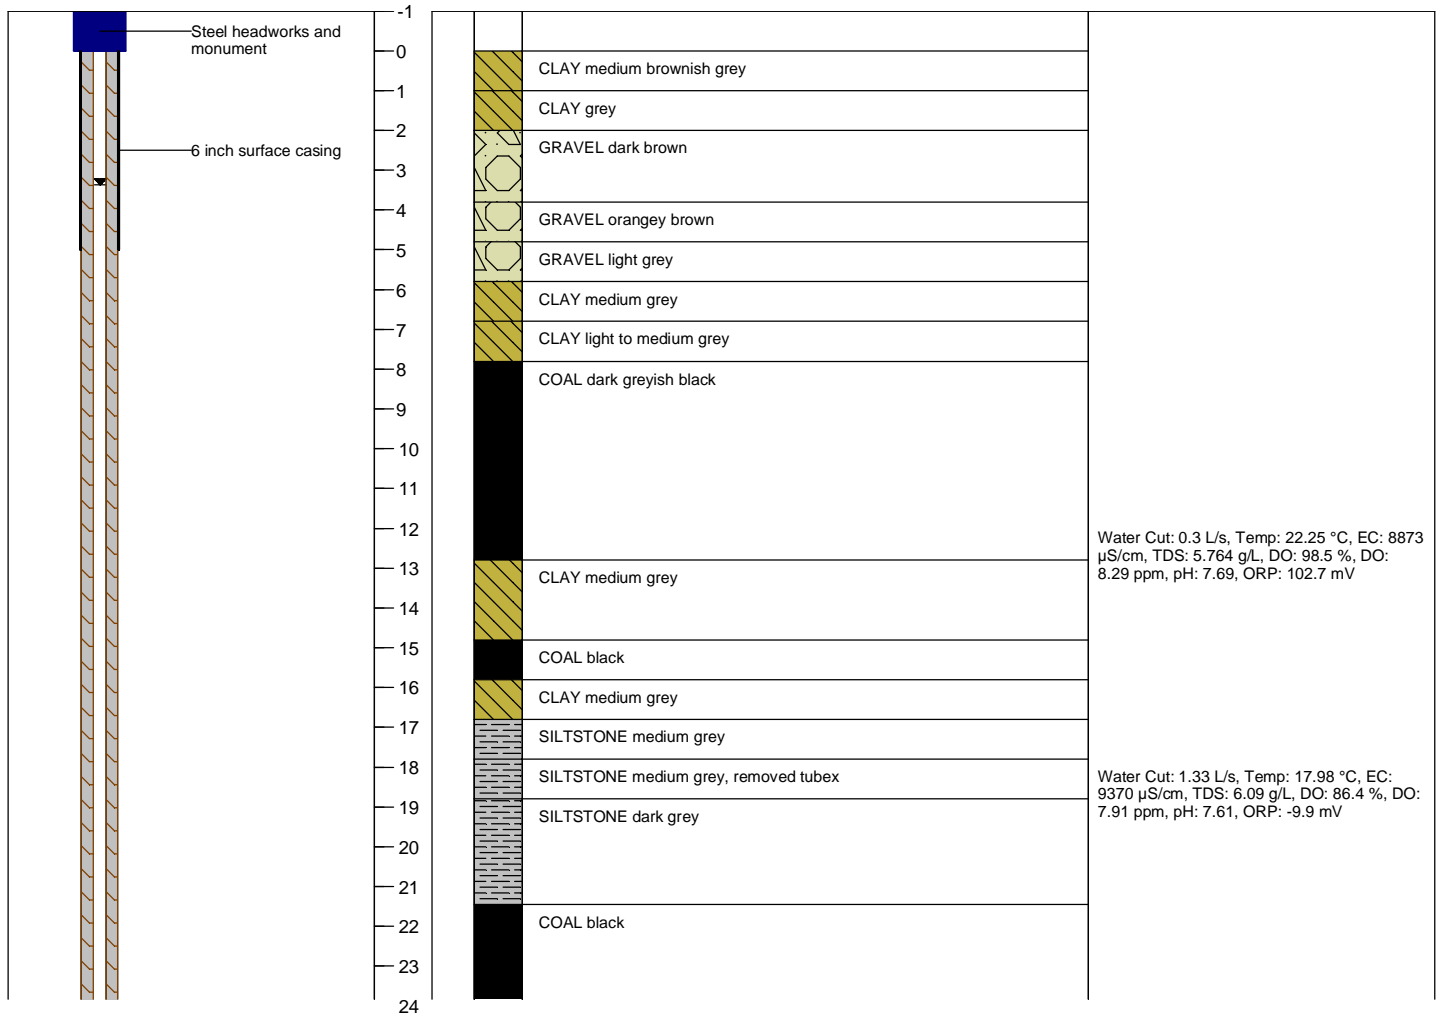 Steel headworks and
monument
6 inch surface casing
-1
0
1
2
3
4
5
6
7
8
9
10
11
12
13
14
15
16
17
18
19
20
21
22
23
24
CLAY medium brownish grey
CLAY grey
GRAVEL dark brown
GRAVEL orangey brown
GRAVEL light grey
CLAY medium grey
CLAY light to medium grey
COAL dark greyish black
CLAY medium grey
COAL black
CLAY medium grey
SILTSTONE medium grey
SILTSTONE medium grey, removed tubex
SILTSTONE dark grey
COAL black
Water Cut: 0.3 L/s, Temp: 22.25 °C, EC: 8873
µS/cm, TDS: 5.764 g/L, DO: 98.5 %, DO:
8.29 ppm, pH: 7.69, ORP: 102.7 mV
Water Cut: 1.33 L/s, Temp: 17.98 °C, EC:
9370 µS/cm, TDS: 6.09 g/L, DO: 86.4 %, DO:
7.91 ppm, pH: 7.61, ORP: -9.9 mV